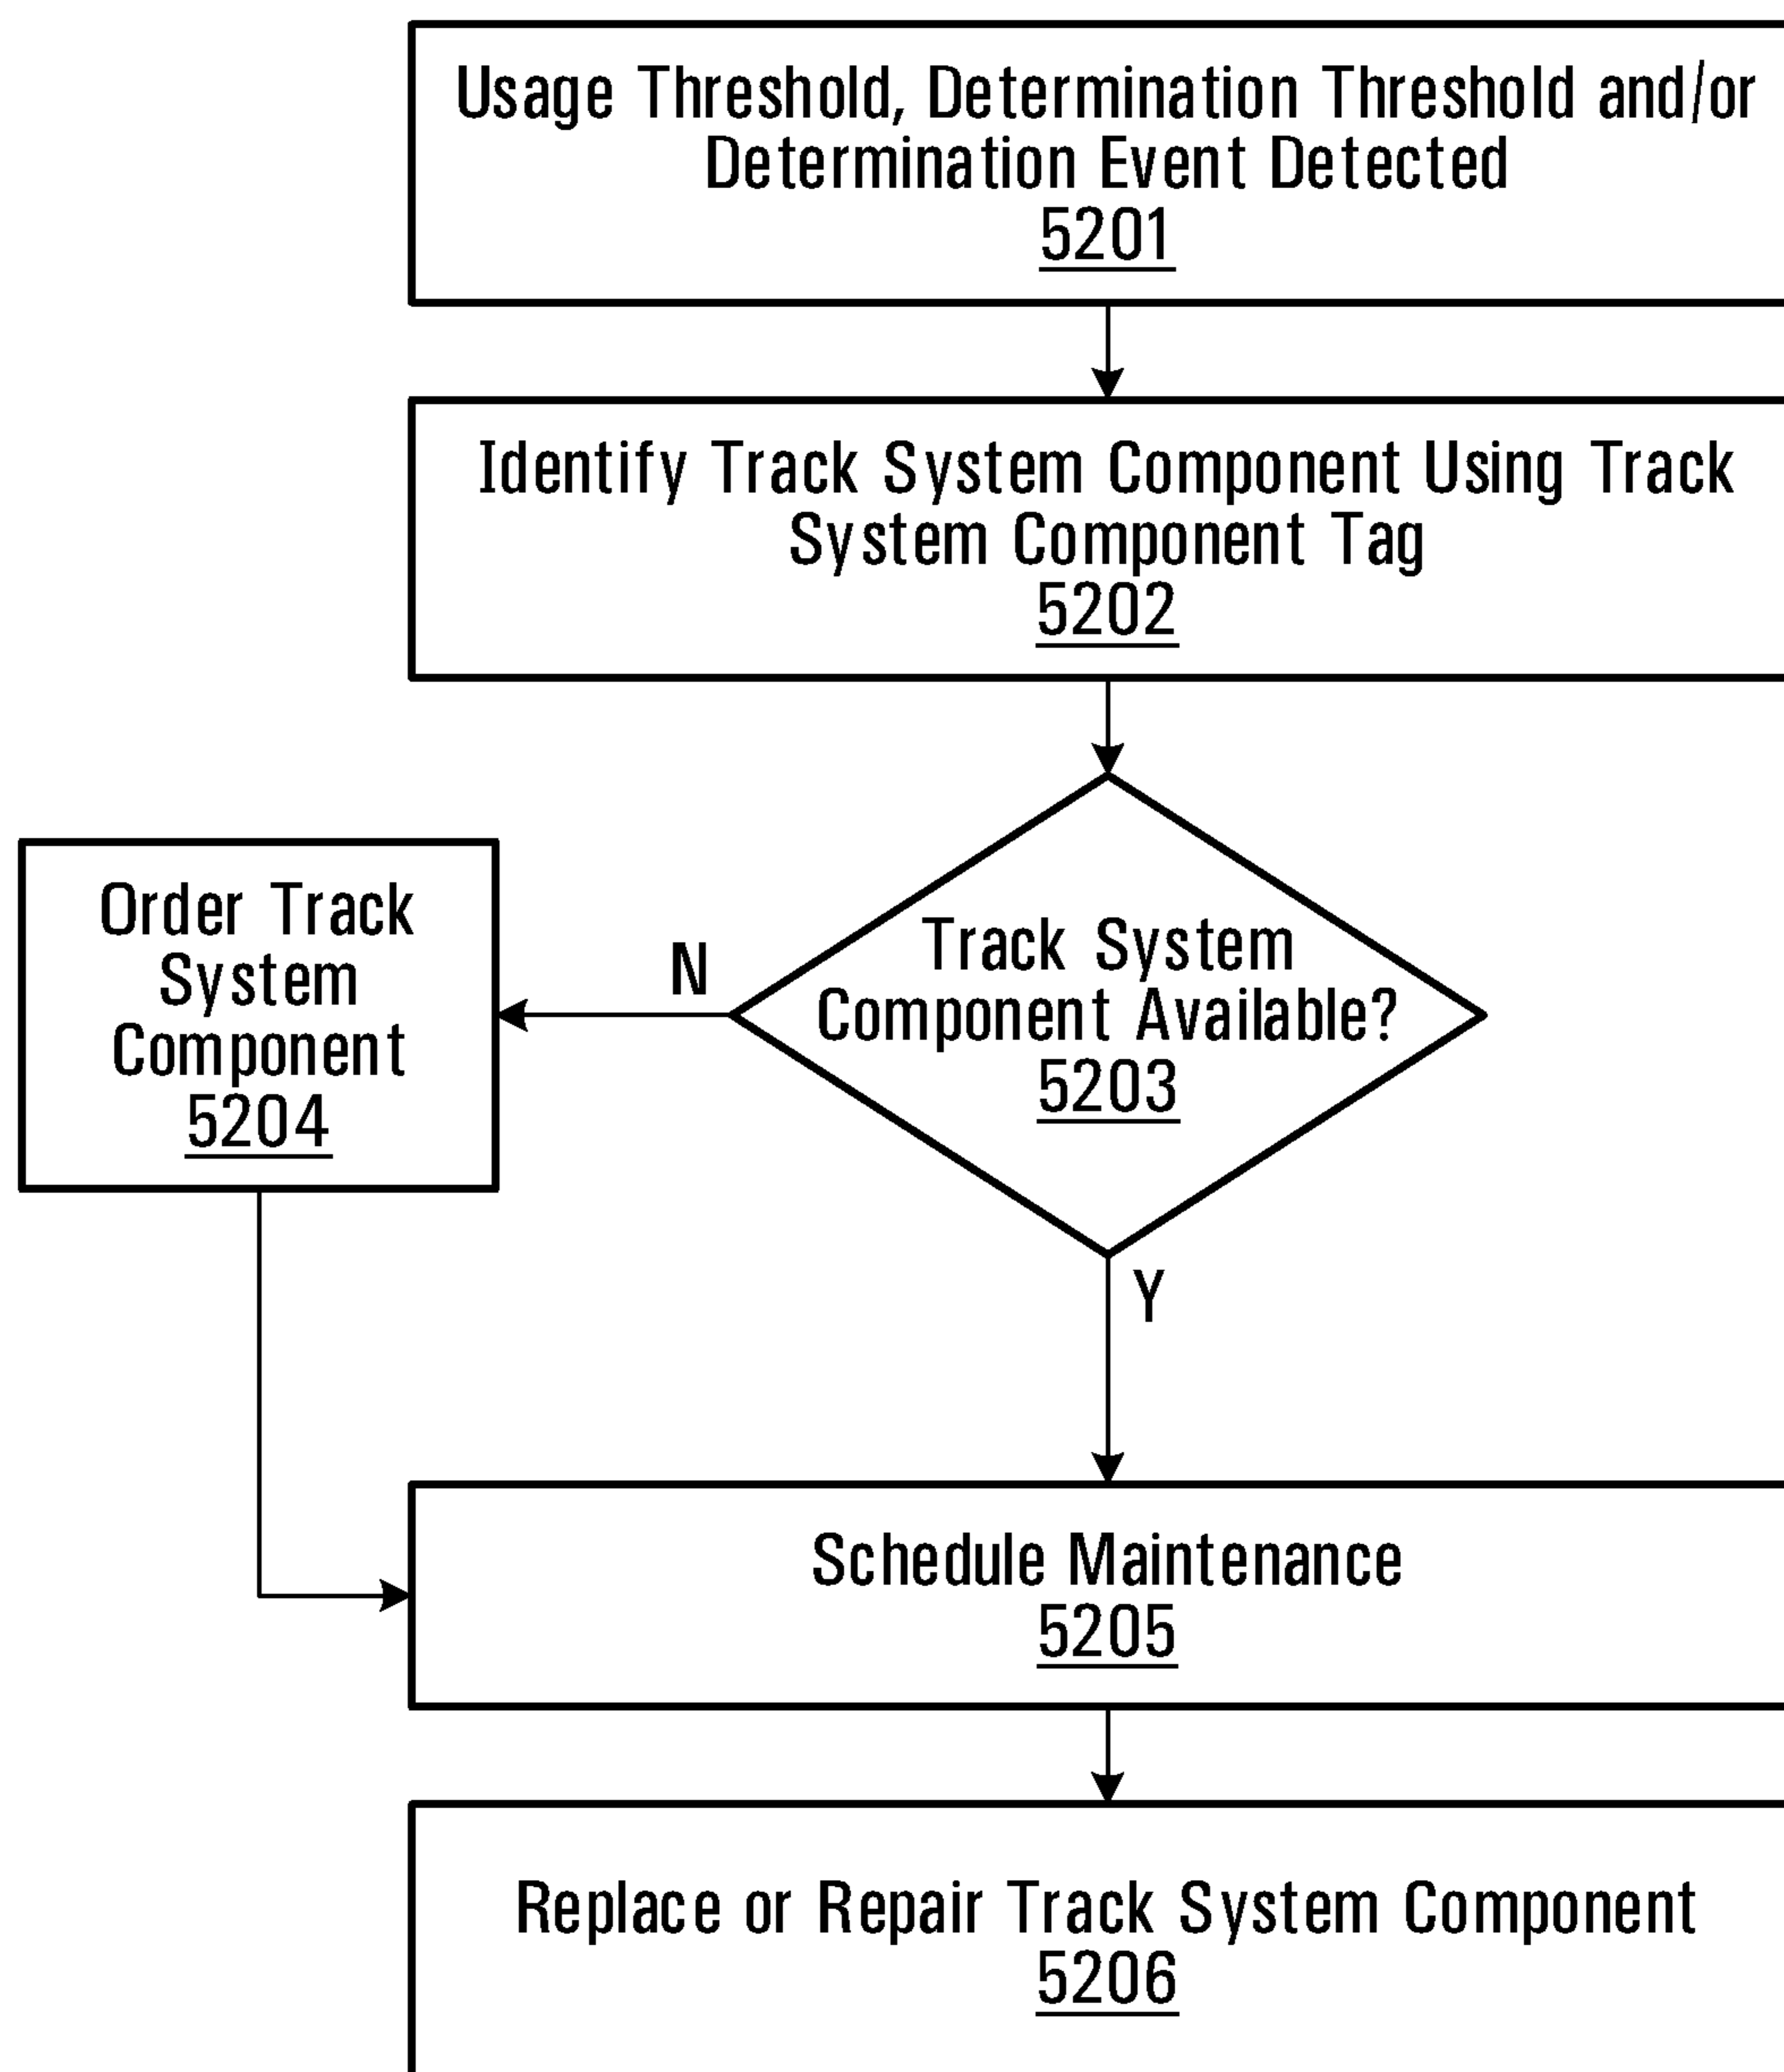 Usage Threshold, Determination Threshold and/or
Determination Event Detected
5201
Identify Track System Component Using Track
System Component Tag
5202
Order Track
System
Component
5204
N
Track System
Component Available?
5203
Y
Schedule Maintenance
5205
Replace or Repair Track System Component
5206